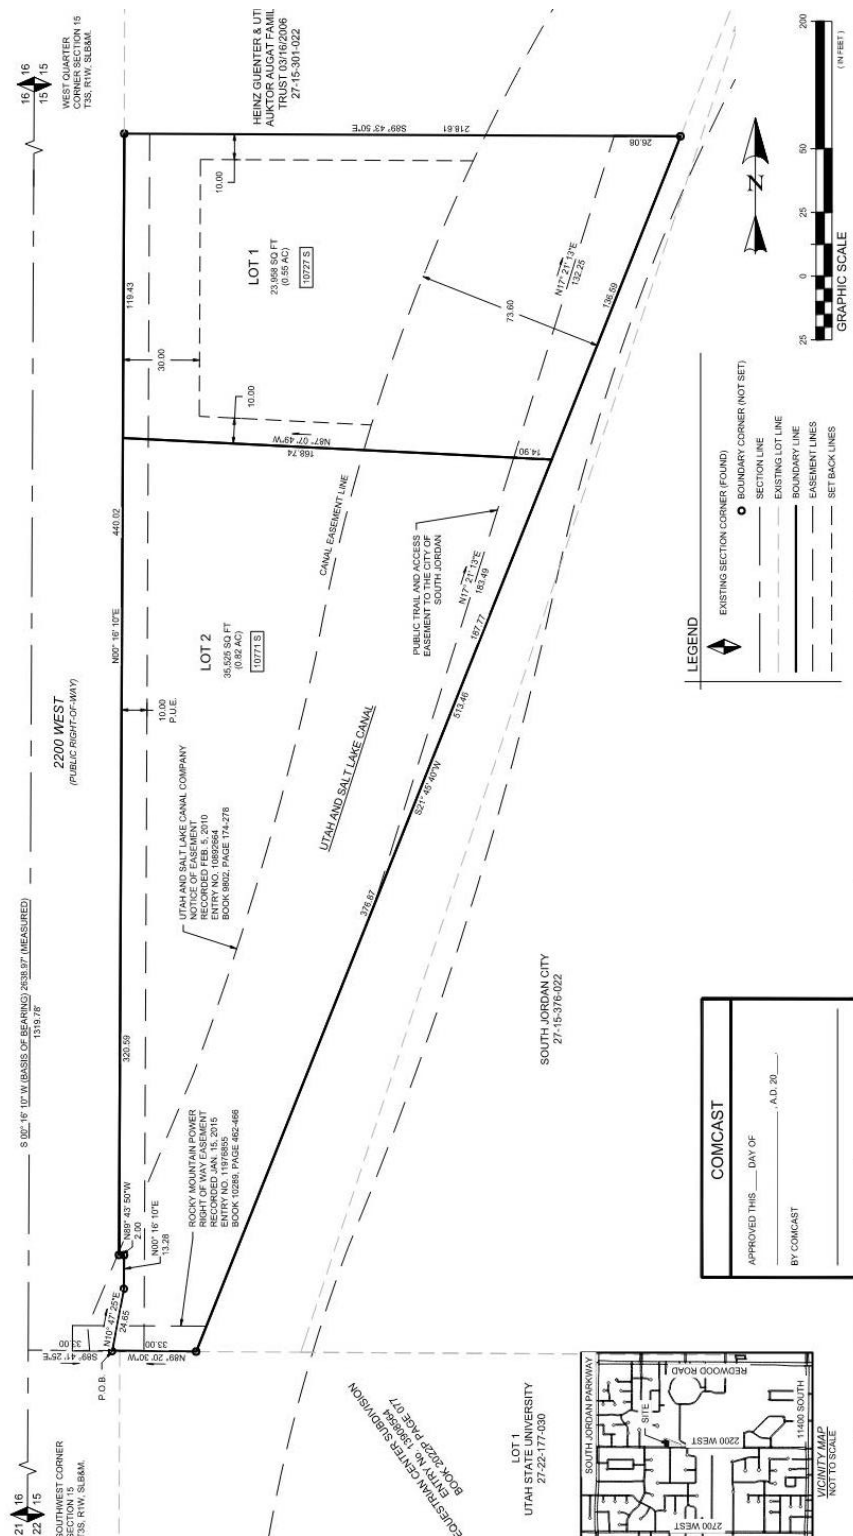 16 16
15 15
WEST QUARTER
CORNER SECTION 15
T3S, R1W, SLB&M.
HEINZ GUENTER & UTI
AUKTOR AUGAT FAMIL
TRUST 03/16/2006
27-15-301-022
S 00° 16' 10" W (BASIS OF BEARING) 2638.97' (MEASURED)
1319.78'
2200 WEST
(PUBLIC RIGHT-OF-WAY)
N00° 16' 10"E
440.02
119.43
320.59
S89° 43' 50"E
218.61
26.08
10.00
30.00
10.00
LOT 1
23,958 SQ FT
(0.55 AC)
10727 S
N87° 07' 49"W
168.74
14.90
73.60
N17° 21' 13"E
132.25
136.59
CANAL EASEMENT LINE
LOT 2
35,525 SQ FT
(0.82 AC)
10771 S
10.00
P.U.E.
PUBLIC TRAIL AND ACCESS
EASEMENT TO THE CITY OF
SOUTH JORDAN
N17° 21' 13"E
183.49
187.77
513.46
S21° 45' 40"W
376.87
UTAH AND SALT LAKE CANAL
UTAH AND SALT LAKE CANAL COMPANY
NOTICE OF EASEMENT
RECORDED FEB. 5, 2010
ENTRY NO. 10892664
BOOK 9802, PAGE 174-278
ROCKY MOUNTAIN POWER
RIGHT OF WAY EASEMENT
RECORDED JAN. 15, 2015
ENTRY NO. 11976855
BOOK 10289, PAGE 462-466
N89° 43' 50"W
2.00
N00° 16' 10"E
13.28
N10° 47' 25"E
24.65
S89° 41' 25"E
33.00
N89° 20' 30"W
33.00
P.O.B.
21 16
22 15
SOUTHWEST CORNER
SECTION 15
T3S, R1W, SLB&M.
SOUTH JORDAN CITY
27-15-376-022
EQUESTRIAN CENTER SUBDIVISION
ENTRY No. 13908564
BOOK 2022P PAGE 077
LOT 1
UTAH STATE UNIVERSITY
27-22-177-030
N
25 0 25 50 200
( IN FEET )
GRAPHIC SCALE
LEGEND
EXISTING SECTION CORNER (FOUND)
BOUNDARY CORNER (NOT SET)
SECTION LINE
EXISTING LOT LINE
BOUNDARY LINE
EASEMENT LINES
SET BACK LINES
COMCAST
APPROVED THIS ____ DAY OF
, A.D. 20___.
BY COMCAST
SOUTH JORDAN PARKWAY
REDWOOD ROAD
SITE
2200 WEST
2700 WEST
11400 SOUTH
VICINITY MAP
NOT TO SCALE